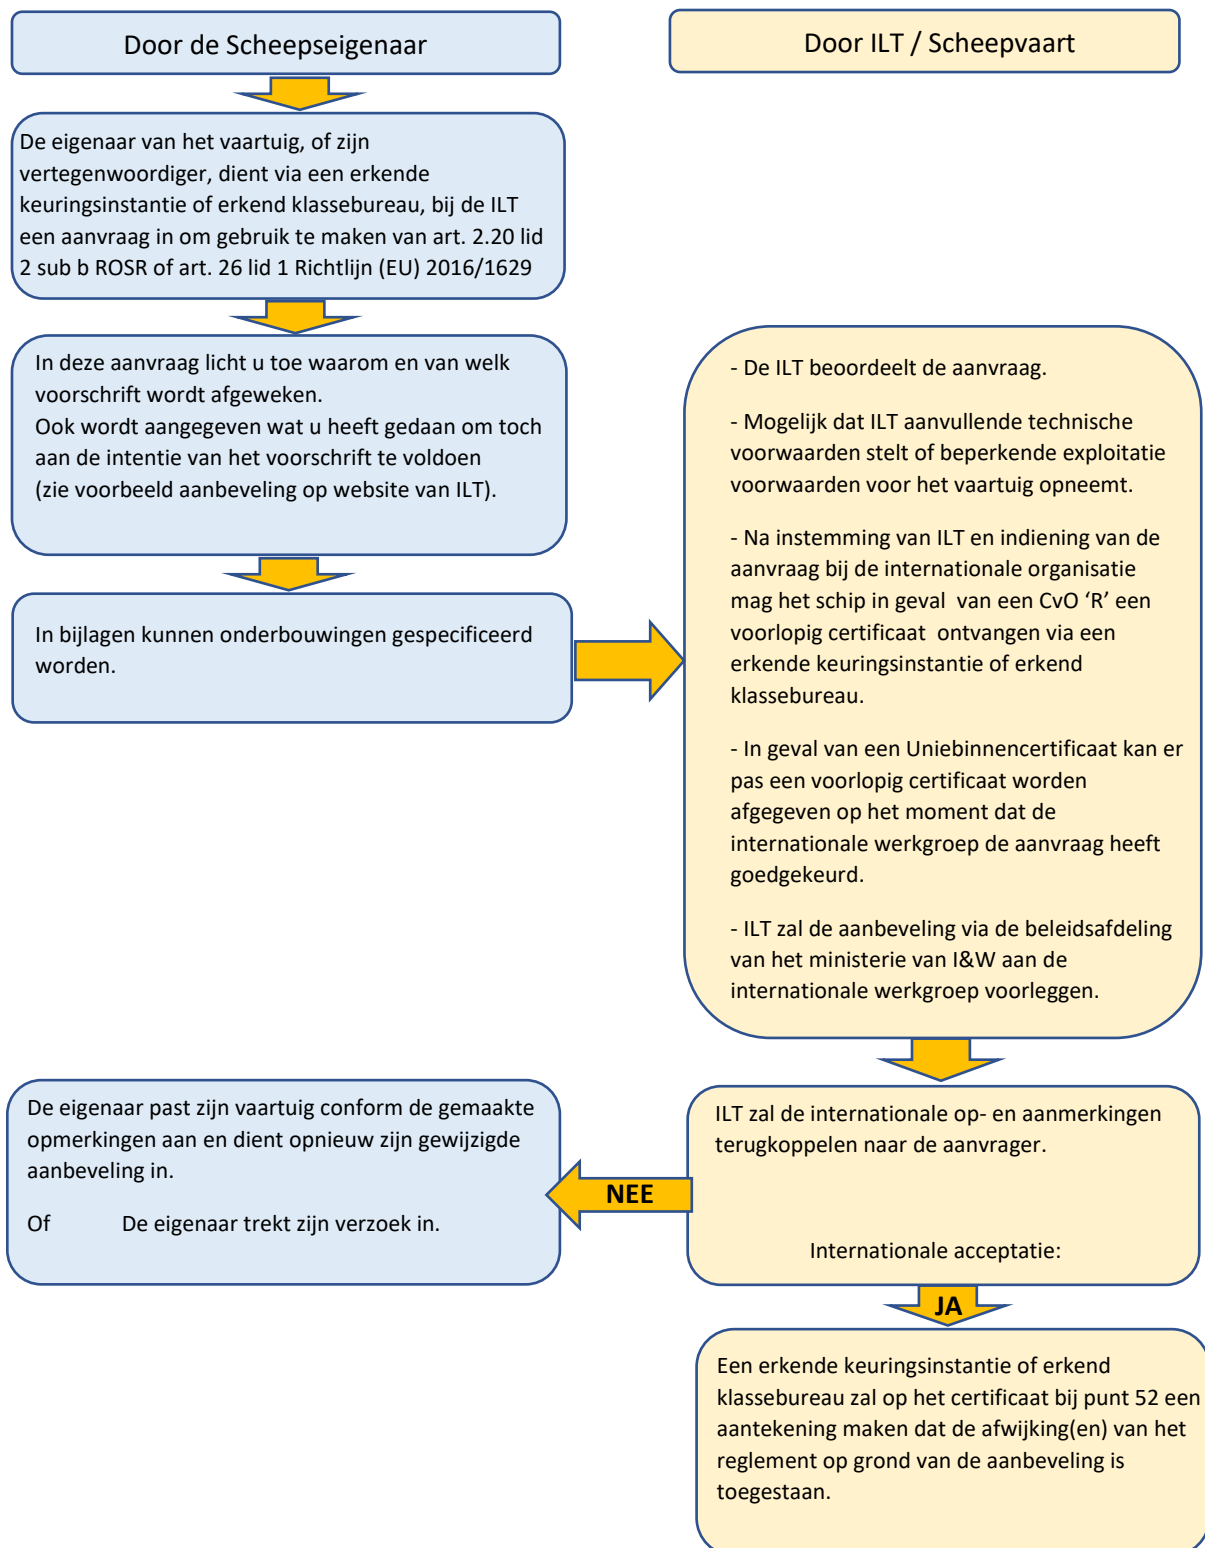 Door de Scheepseigenaar
Door ILT / Scheepvaart
De eigenaar van het vaartuig, of zijn
vertegenwoordiger, dient via een erkende
keuringsinstantie of erkend klassebureau, bij de ILT
een aanvraag in om gebruik te maken van art. 2.20 lid
2 sub b ROSR of art. 26 lid 1 Richtlijn (EU) 2016/1629
In deze aanvraag licht u toe waarom en van welk
voorschrift wordt afgeweken.
Ook wordt aangegeven wat u heeft gedaan om toch
aan de intentie van het voorschrift te voldoen
(zie voorbeeld aanbeveling op website van ILT).
In bijlagen kunnen onderbouwingen gespecificeerd
worden.
- De ILT beoordeelt de aanvraag.
- Mogelijk dat ILT aanvullende technische
voorwaarden stelt of beperkende exploitatie
voorwaarden voor het vaartuig opneemt.
- Na instemming van ILT en indiening van de
aanvraag bij de internationale organisatie
mag het schip in geval van een CvO ‘R’ een
voorlopig certificaat ontvangen via een
erkende keuringsinstantie of erkend
klassebureau.
- In geval van een Uniebinnencertificaat kan er
pas een voorlopig certificaat worden
afgegeven op het moment dat de
internationale werkgroep de aanvraag heeft
goedgekeurd.
- ILT zal de aanbeveling via de beleidsafdeling
van het ministerie van I&W aan de
internationale werkgroep voorleggen.
ILT zal de internationale op- en aanmerkingen
terugkoppelen naar de aanvrager.
Internationale acceptatie:
NEE
De eigenaar past zijn vaartuig conform de gemaakte
opmerkingen aan en dient opnieuw zijn gewijzigde
aanbeveling in.
Of De eigenaar trekt zijn verzoek in.
JA
Een erkende keuringsinstantie of erkend
klassebureau zal op het certificaat bij punt 52 een
aantekening maken dat de afwijking(en) van het
reglement op grond van de aanbeveling is
toegestaan.